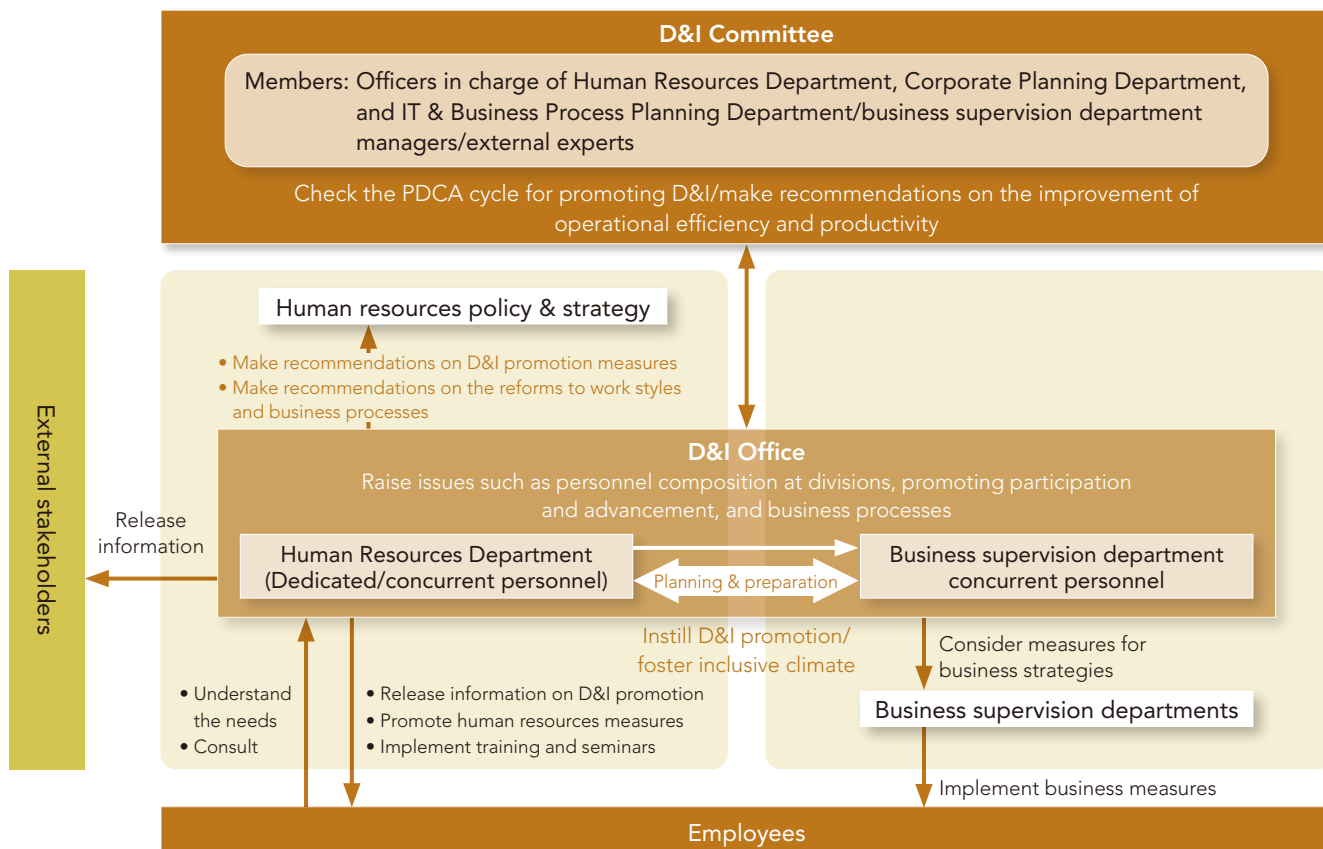 D&I Committee
Members: Officers in charge of Human Resources Department, Corporate Planning Department,
and IT & Business Process Planning Department/business supervision department
managers/external experts
Check the PDCA cycle for promoting D&I/make recommendations on the improvement of
operational efficiency and productivity
External stakeholders
Human resources policy & strategy
• Make recommendations on D&I promotion measures
• Make recommendations on the reforms to work styles
and business processes
D&I Office
Raise issues such as personnel composition at divisions, promoting participation
and advancement, and business processes
Release
information
Human Resources Department
(Dedicated/concurrent personnel)
Planning & preparation
Business supervision department
concurrent personnel
Instill D&I promotion/
foster inclusive climate
Consider measures for
business strategies
• Understand
the needs
• Consult
• Release information on D&I promotion
• Promote human resources measures
• Implement training and seminars
Business supervision departments
Implement business measures
Employees